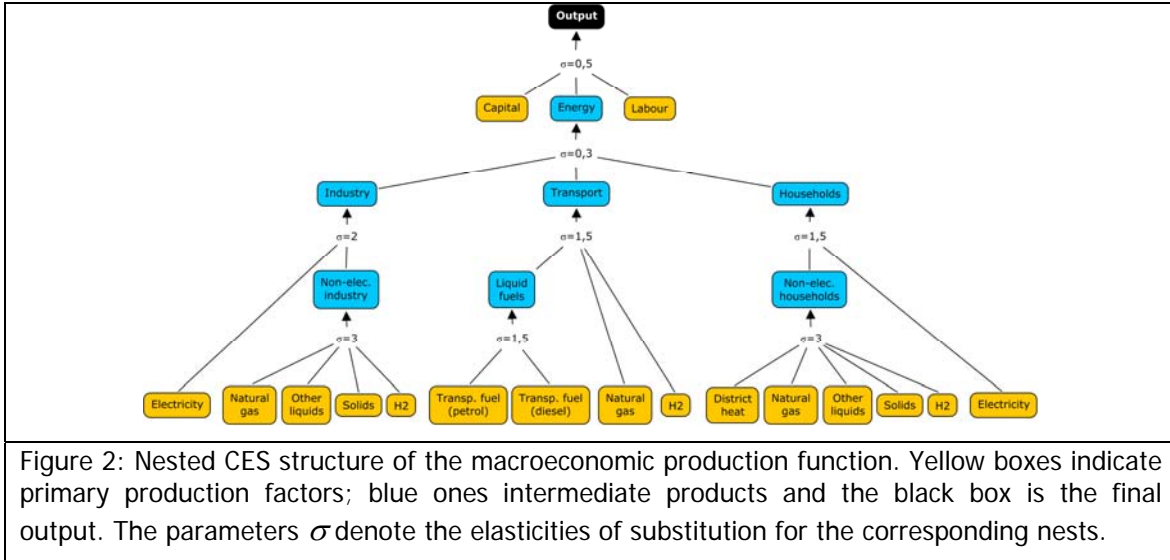 Output
σ=0,5
Capital
Energy
Labour
σ=0,3
Industry
Transport
Households
σ=2
σ=1,5
σ=1,5
Non-elec.
industry
Liquid
fuels
Non-elec.
households
σ=3
σ=1,5
σ=3
Electricity
Natural
gas
Other
liquids
Solids
H2
Transp. fuel
(petrol)
Transp. fuel
(diesel)
Natural
gas
H2
District
heat
Natural
gas
Other
liquids
Solids
H2
Electricity
Figure 2: Nested CES structure of the macroeconomic production function. Yellow boxes indicate
primary production factors; blue ones intermediate products and the black box is the final
output. The parameters σ denote the elasticities of substitution for the corresponding nests.